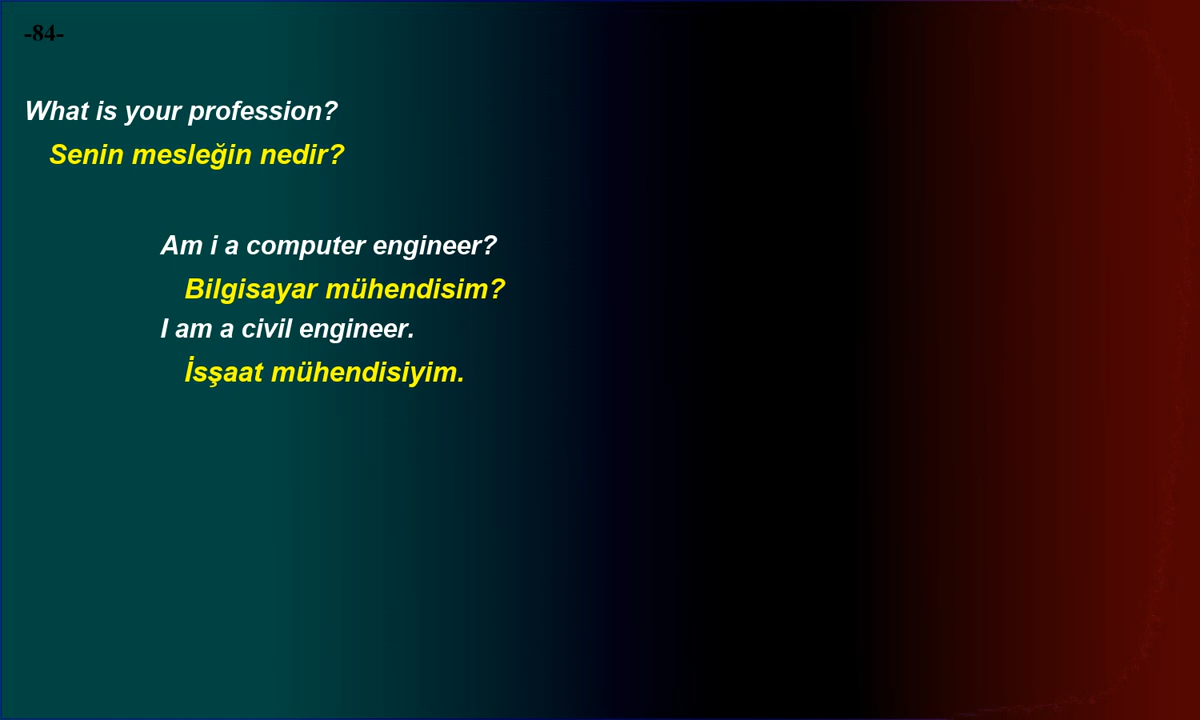 -84-
What is your profession?
Senin mesleğin nedir?
Am i a computer engineer?
Bilgisayar mühendisim?
I am a civil engineer.
İsşaat mühendisiyim.